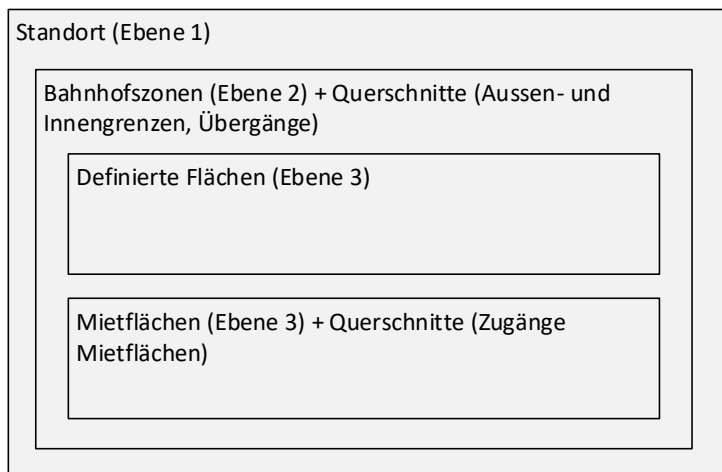 Standort (Ebene 1)
Bahnhofszonen (Ebene 2) + Querschnitte (Aussen- und
Innengrenzen, Übergänge)
Definierte Flächen (Ebene 3)
Mietflächen (Ebene 3) + Querschnitte (Zugänge
Mietflächen)